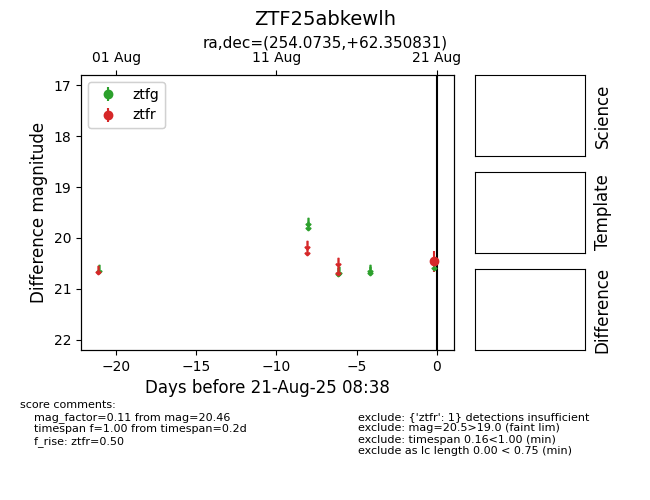 ZTF25abkewlh
ra,dec=(254.0735,+62.350831)
01 Aug
11 Aug
21 Aug
ztfg
ztfr
17
18
19
20
21
22
Difference magnitude
−20
−15
−10
−5
0
Days before 21-Aug-25 08:38
Science
Template
Difference
score comments:
mag_factor=0.11 from mag=20.46
timespan f=1.00 from timespan=0.2d
f_rise: ztfr=0.50
exclude: {'ztfr': 1} detections insufficient
exclude: mag=20.5>19.0 (faint lim)
exclude: timespan 0.16<1.00 (min)
exclude as lc length 0.00 < 0.75 (min)